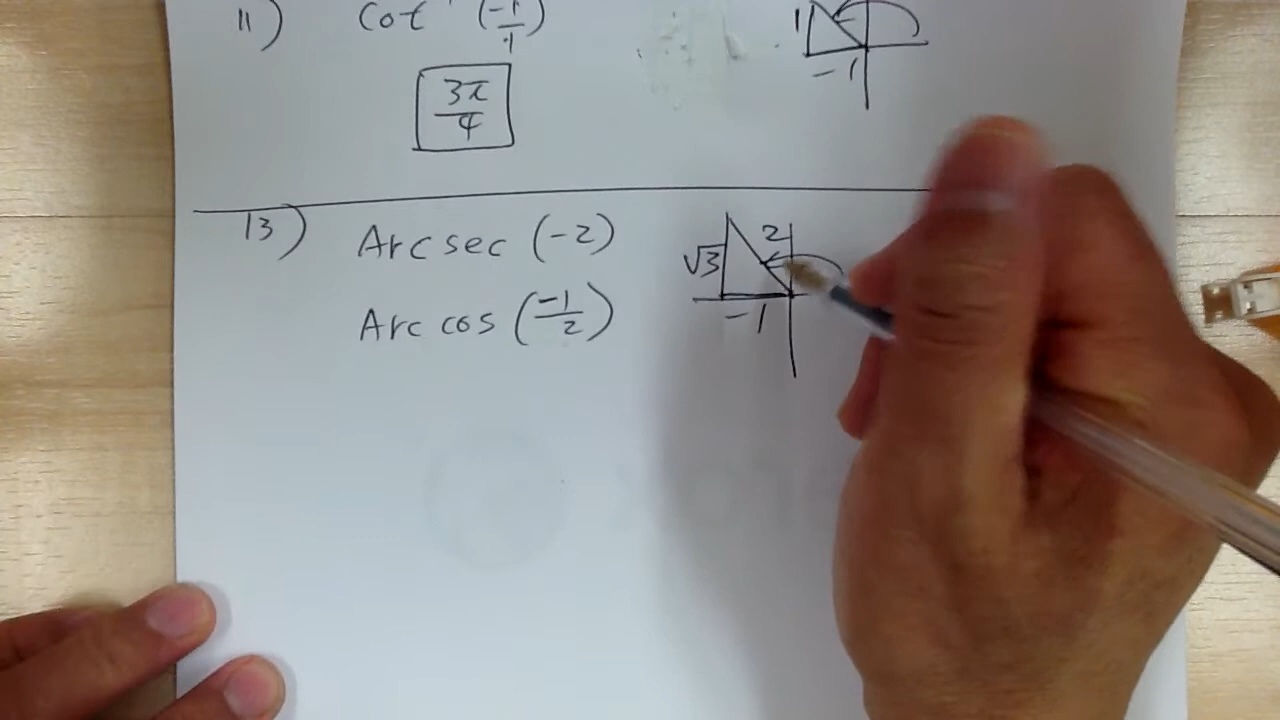 11) Cot⁻¹ (-1/1) 1 -1
3π/4
13) Arcsec (-2) √3 2
Arccos (-1/2) -1